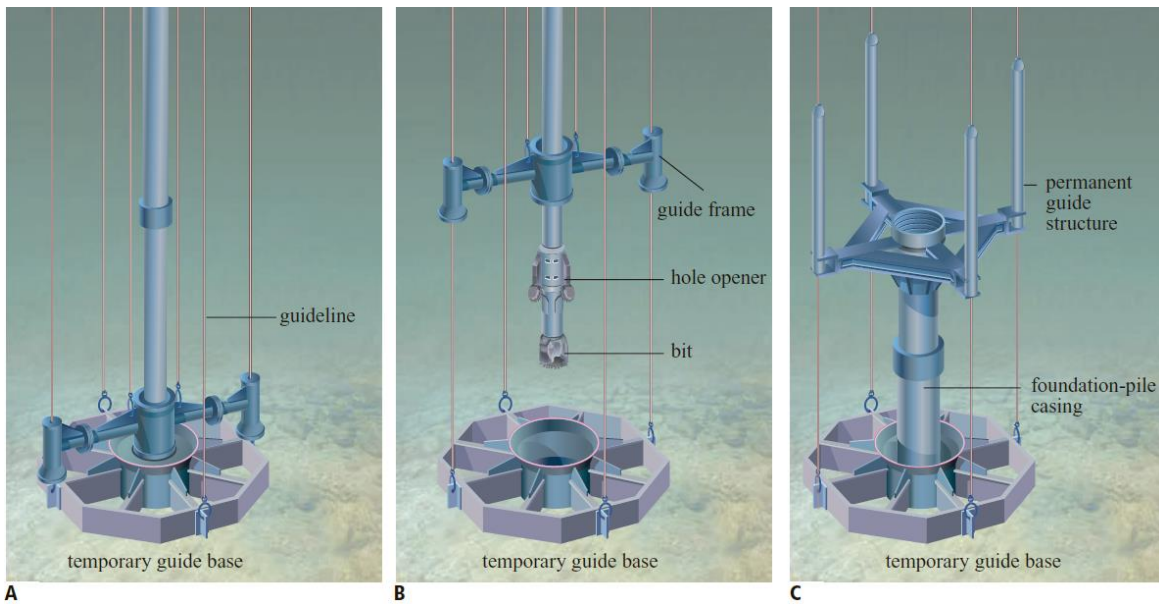 guideline
temporary guide base
A
guide frame
hole opener
bit
temporary guide base
B
permanent
guide
structure
foundation-pile
casing
temporary guide base
C